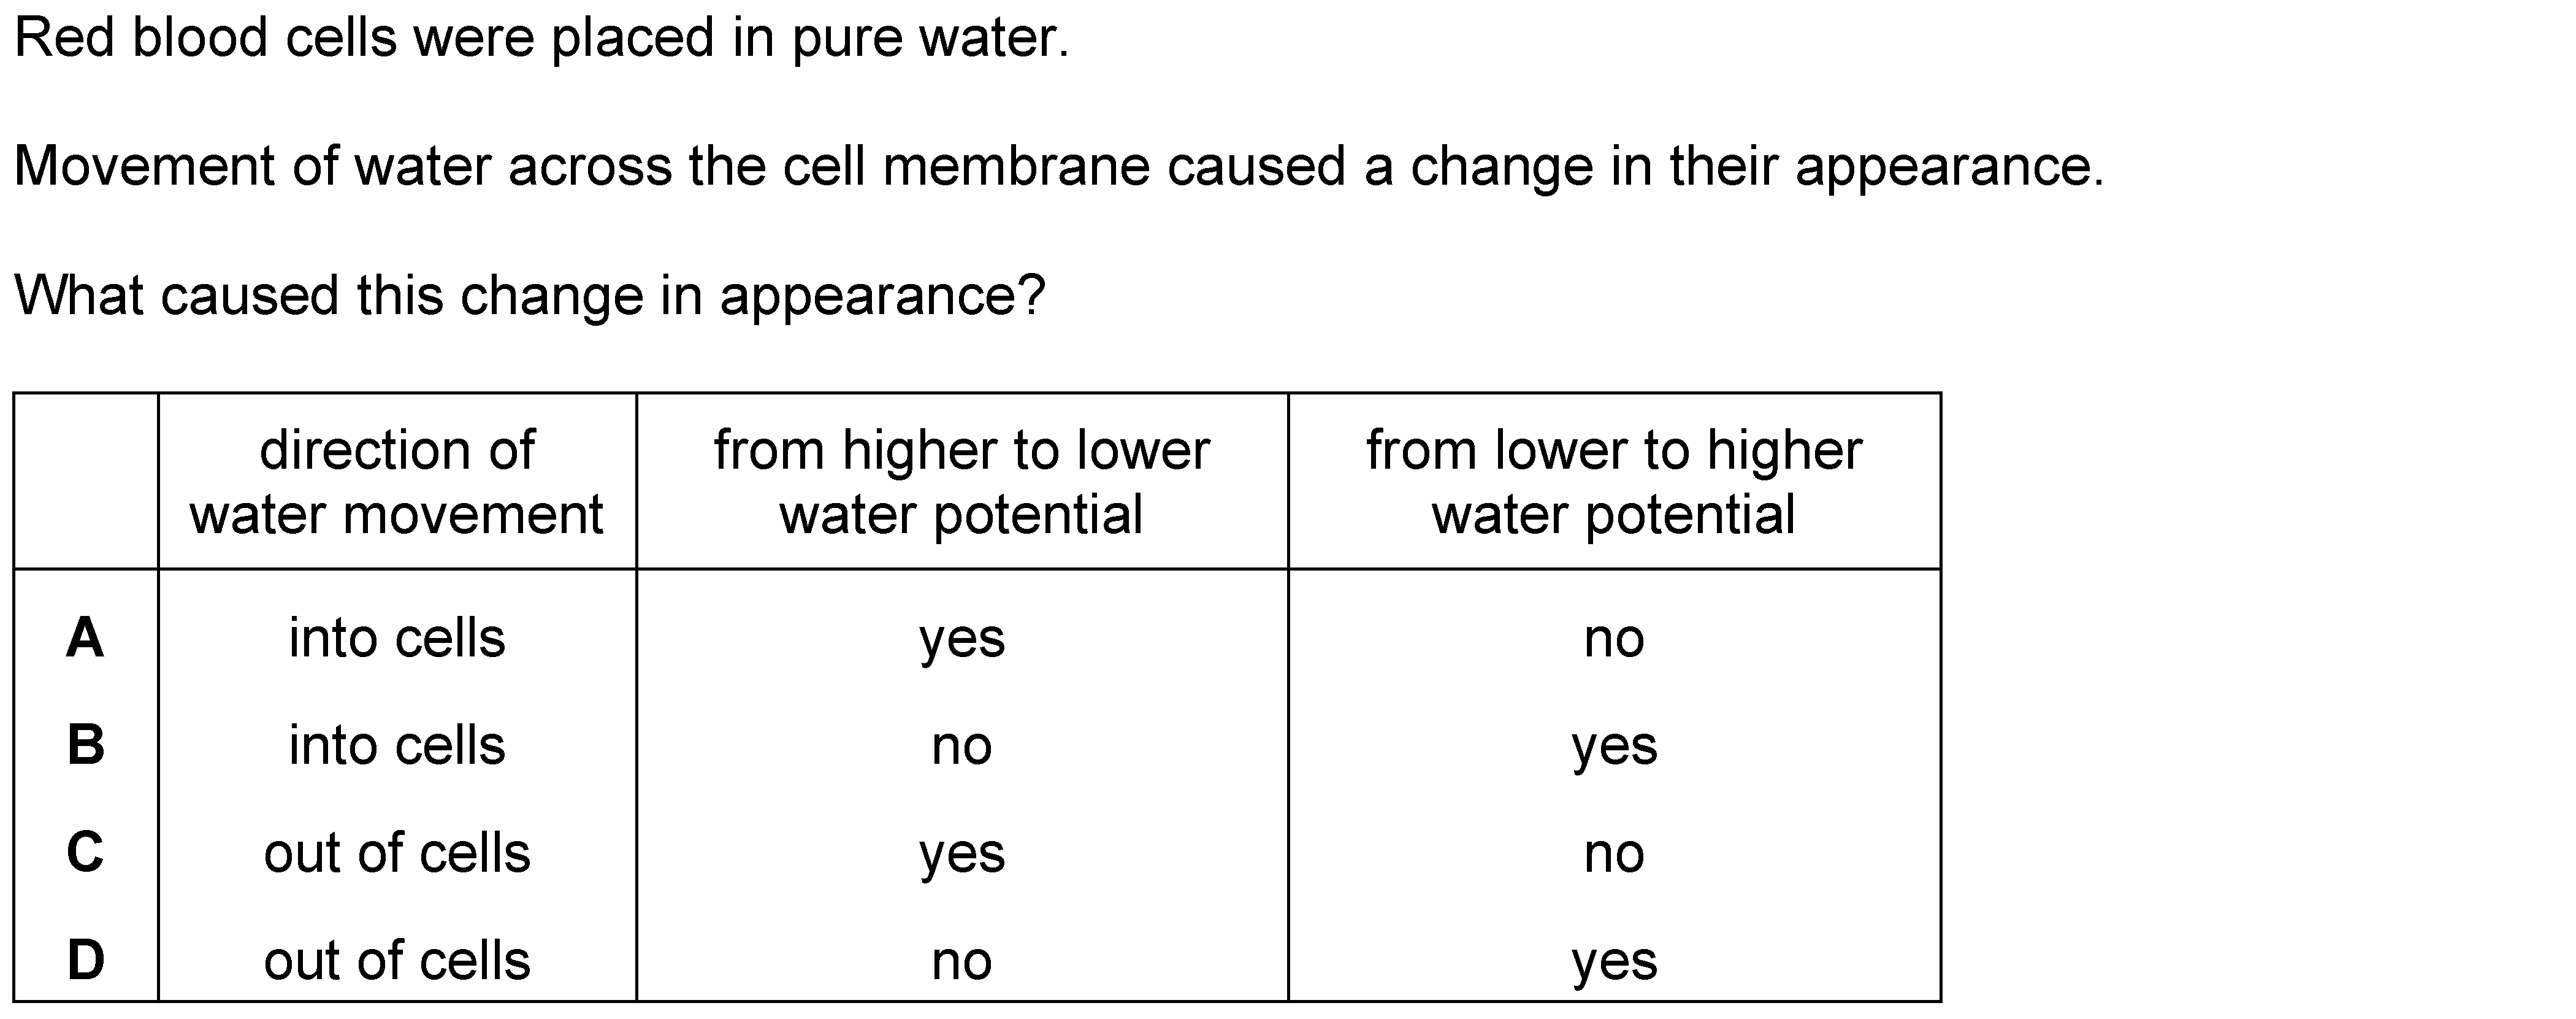 Red blood cells were placed in pure water.
Movement of water across the cell membrane caused a change in their appearance.
What caused this change in appearance?
direction of water movement from higher to lower water potential from lower to higher water potential
A into cells yes no
B into cells no yes
C out of cells yes no
D out of cells no yes